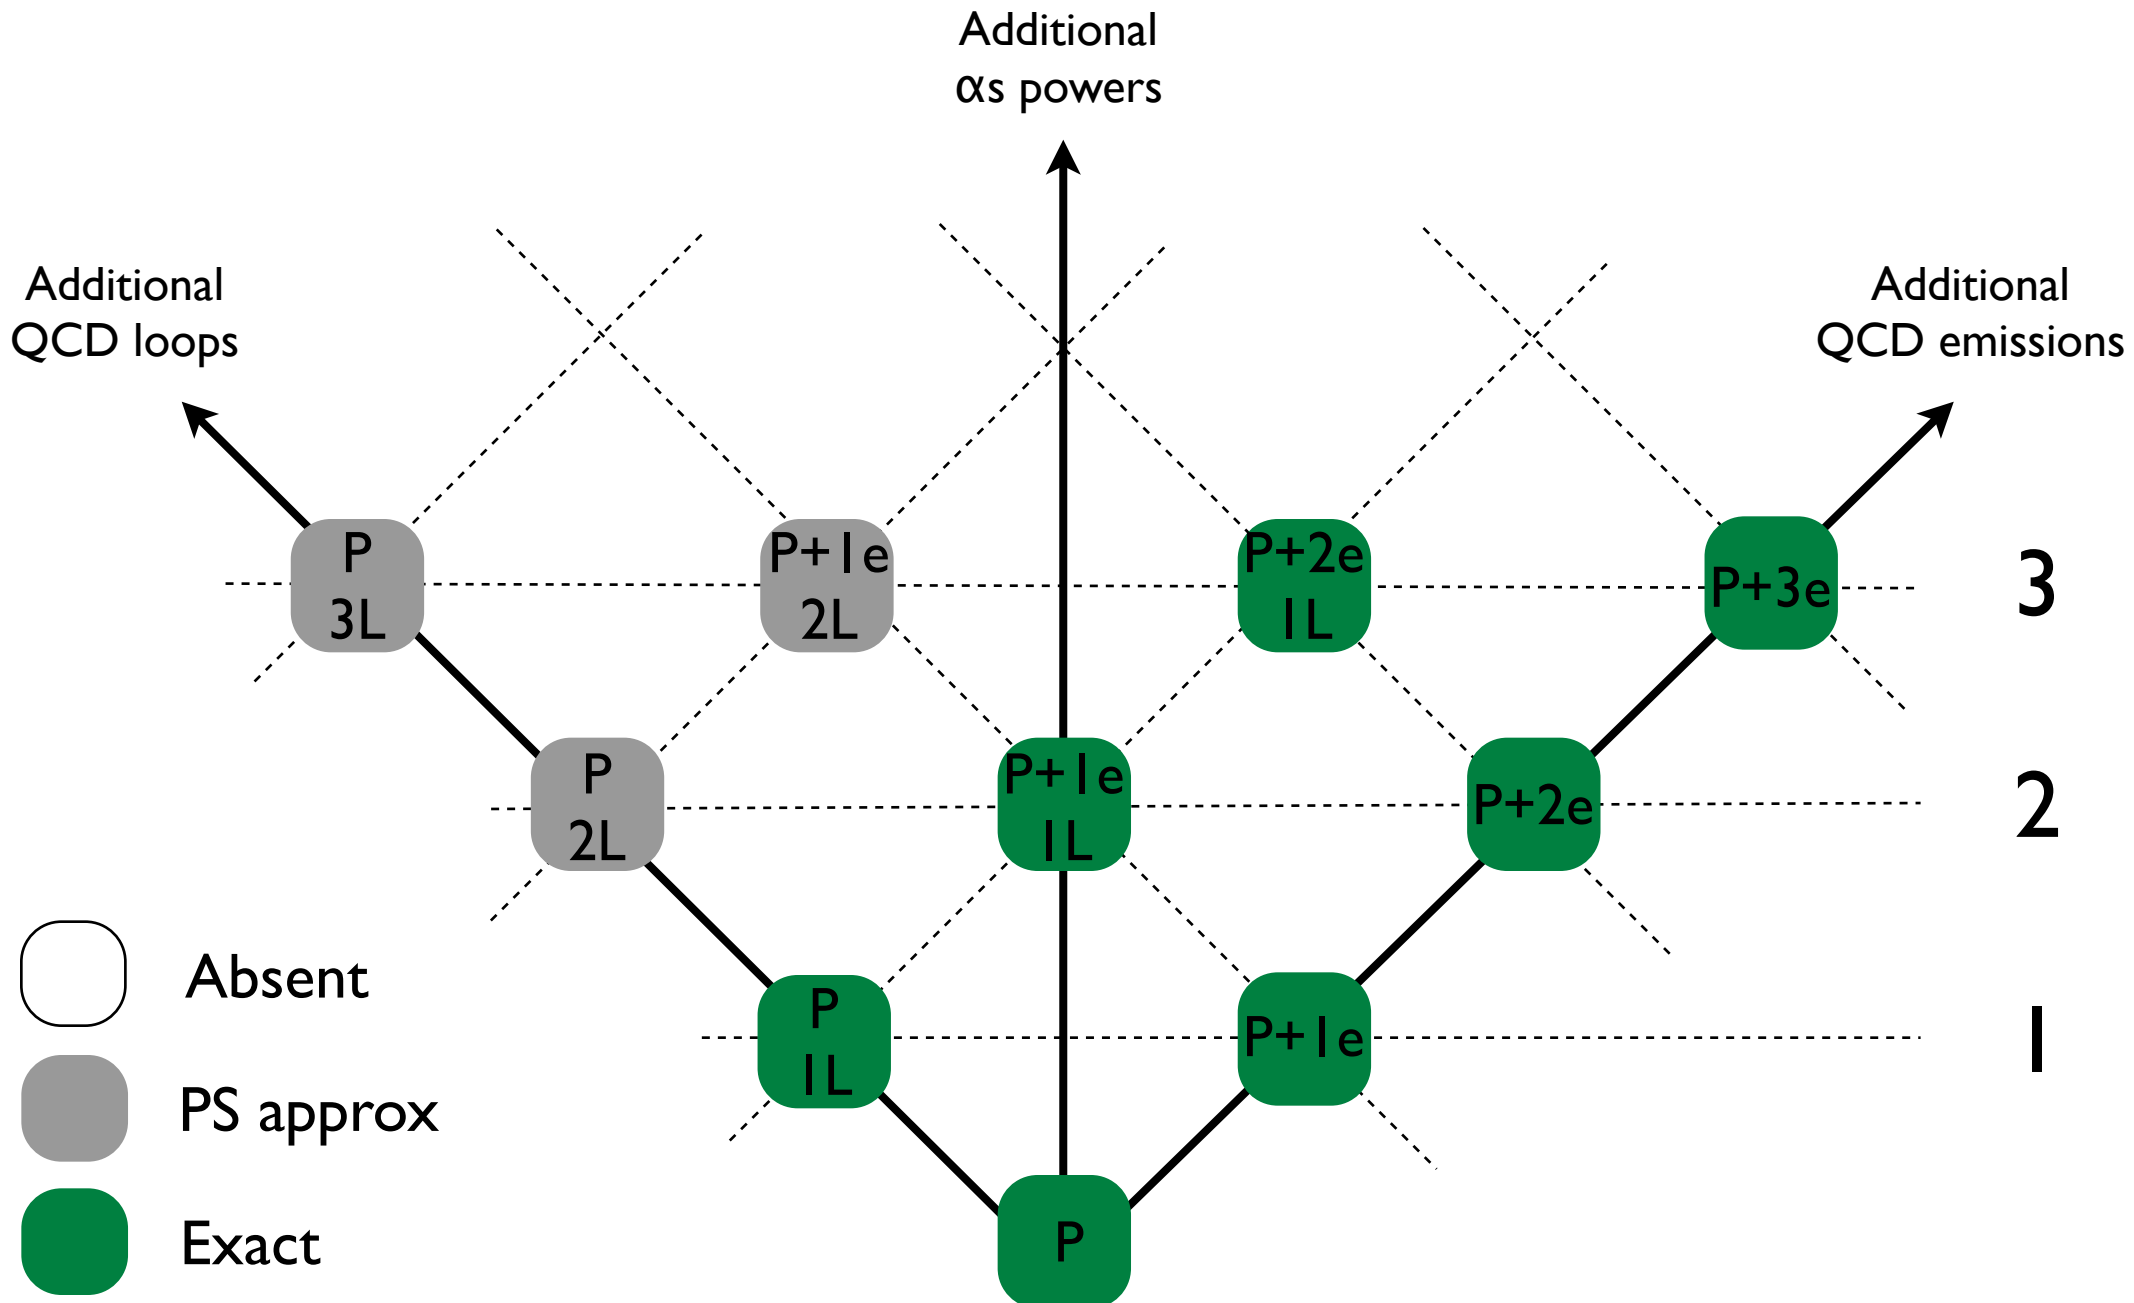 Additional
αs powers
Additional
QCD loops
Additional
QCD emissions
P
3L
P+1e
2L
P+2e
1L
P+3e
3
P
2L
P+1e
1L
P+2e
2
P
1L
P+1e
1
P
Absent
PS approx
Exact